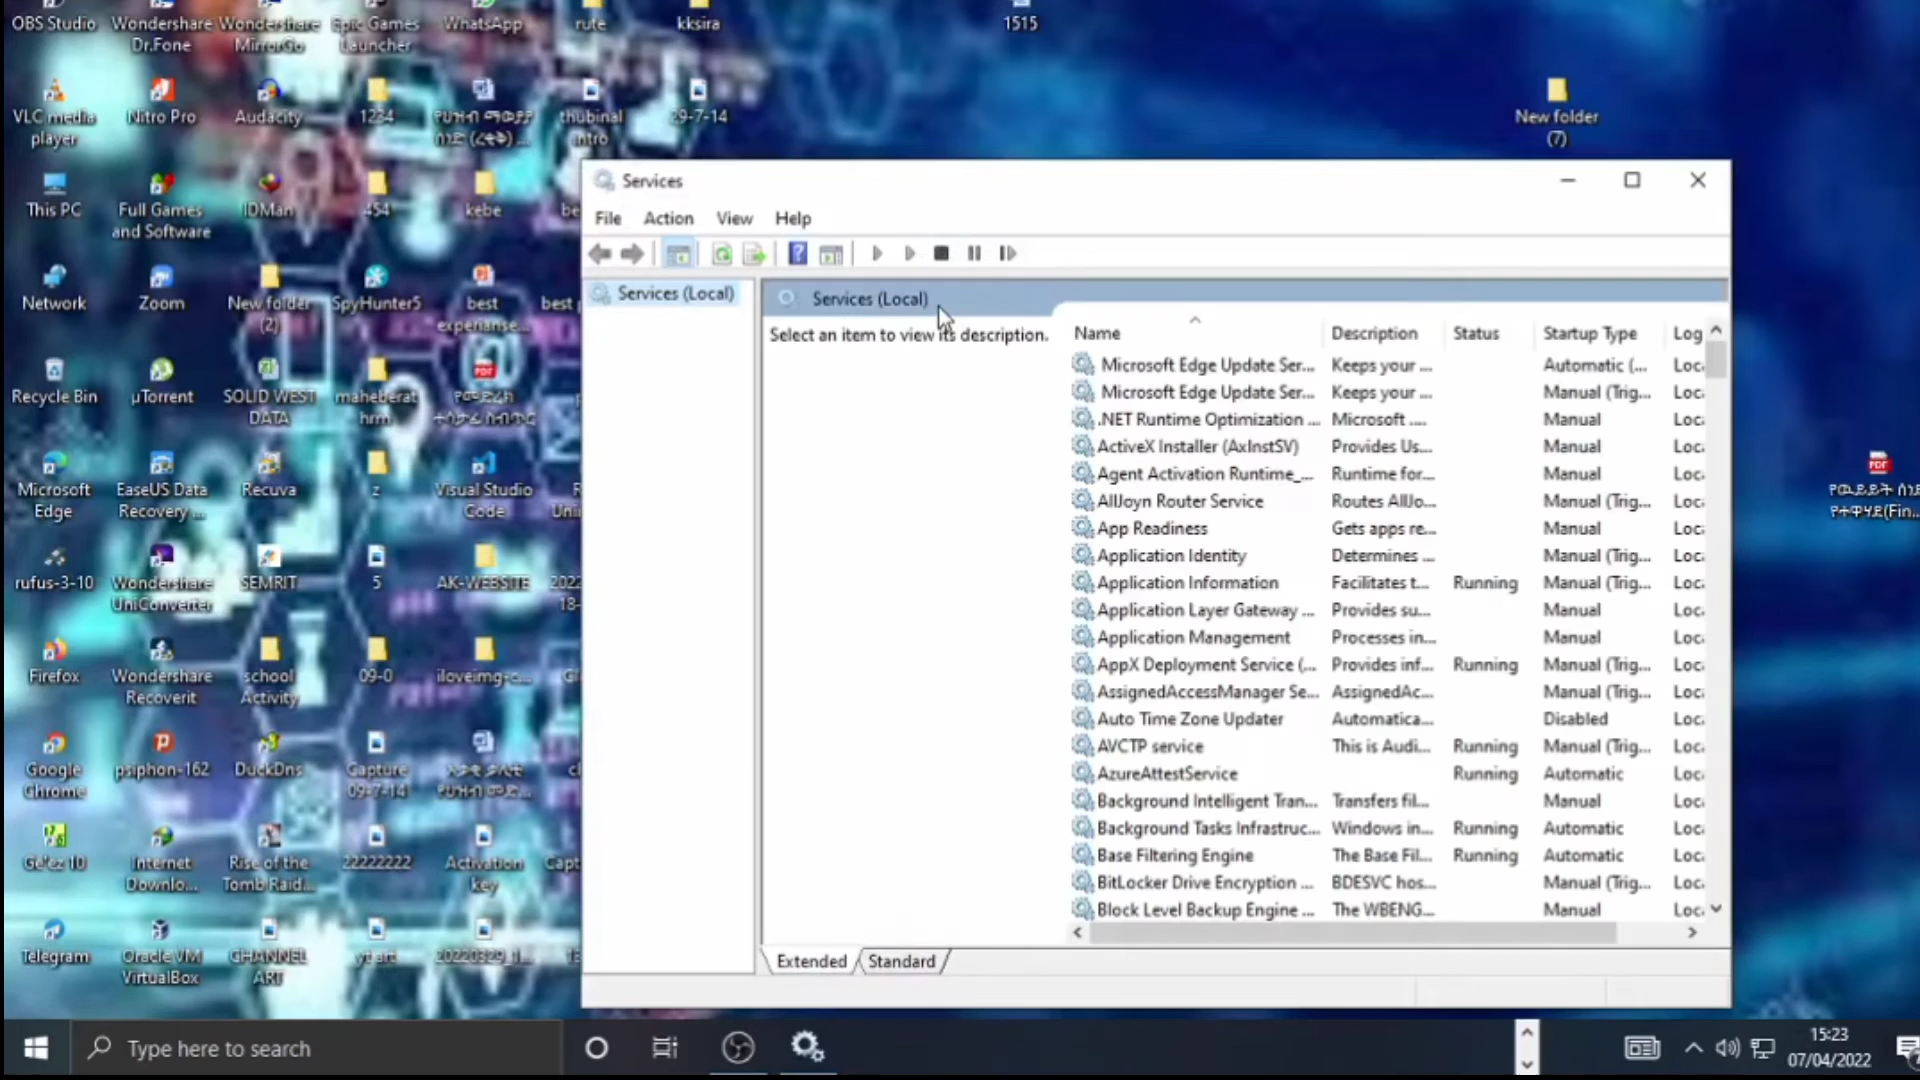 OBS Studio
Wondershare
Dr.Fone
Wondershare
MirrorGo
Epic Games
Launcher
WhatsApp
rute
kksira
1515
VLC media
player
Nitro Pro
Audacity
1234
thubinal
intro
29-7-14
New folder
(7)
This PC
Full Games
and Software
IDMan
454
kebe
Network
Zoom
New folder
(2)
SpyHunter5
best
experianse...
best
Recycle Bin
µTorrent
SOLID WEST
DATA
maheberat
hrm
Microsoft
Edge
EaseUS Data
Recovery ...
Recuva
z
Visual Studio
Code
rufus-3-10
Wondershare
UniConverter
SEMRIT
5
AK-WEBSITE
Firefox
Wondershare
Recoverit
school
Activity
09-0
iloveimg-c...
Google
Chrome
psiphon-162
DuckDns
Capture
09-7-14
Ge'ez 10
Internet
Downlo...
Rise of the
Tomb Raid...
22222222
Activation
key
Telegram
Oracle VM
VirtualBox
CHANNEL
ART
yt art
PDF
Services
File Action View Help
Services (Local)
Services (Local)
Select an item to view its description.
Name Description Status Startup Type Log
Microsoft Edge Update Ser... Keeps your ... Automatic (... Loc
Microsoft Edge Update Ser... Keeps your ... Manual (Trig... Loc
.NET Runtime Optimization ... Microsoft .... Manual Loc
ActiveX Installer (AxInstSV) Provides Us... Manual Loc
Agent Activation Runtime_... Runtime for... Manual Loc
AllJoyn Router Service Routes AllJo... Manual (Trig... Loc
App Readiness Gets apps re... Manual Loc
Application Identity Determines ... Manual (Trig... Loc
Application Information Facilitates t... Running Manual (Trig... Loc
Application Layer Gateway ... Provides su... Manual Loc
Application Management Processes in... Manual Loc
AppX Deployment Service (... Provides inf... Running Manual (Trig... Loc
AssignedAccessManager Se... AssignedAc... Manual (Trig... Loc
Auto Time Zone Updater Automatica... Disabled Loc
AVCTP service This is Audi... Running Manual (Trig... Loc
AzureAttestService Running Automatic Loc
Background Intelligent Tran... Transfers fil... Manual Loc
Background Tasks Infrastruc... Windows in... Running Automatic Loc
Base Filtering Engine The Base Fil... Running Automatic Loc
BitLocker Drive Encryption ... BDESVC hos... Manual (Trig... Loc
Block Level Backup Engine ... The WBENG... Manual Loc
Extended Standard
Type here to search
15:23
07/04/2022